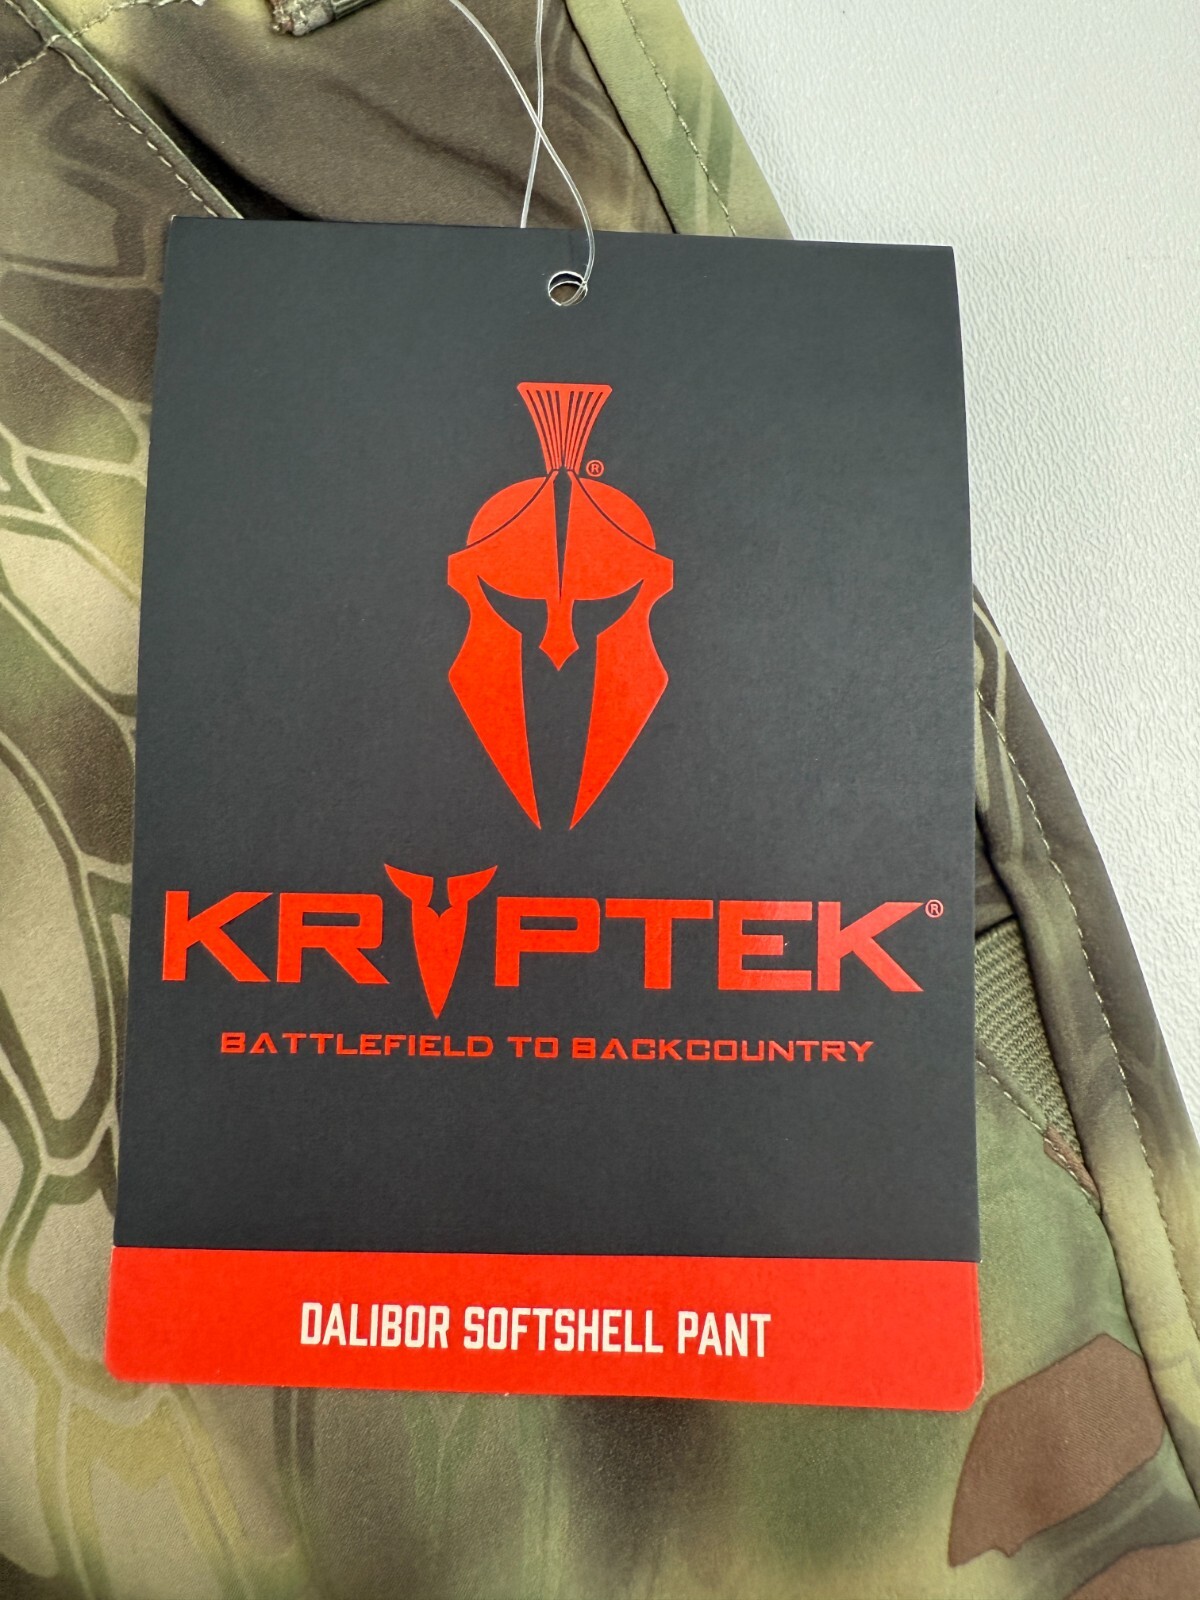 ®
KRYPTEK®
BATTLEFIELD TO BACKCOUNTRY
DALIBOR SOFTSHELL PANT